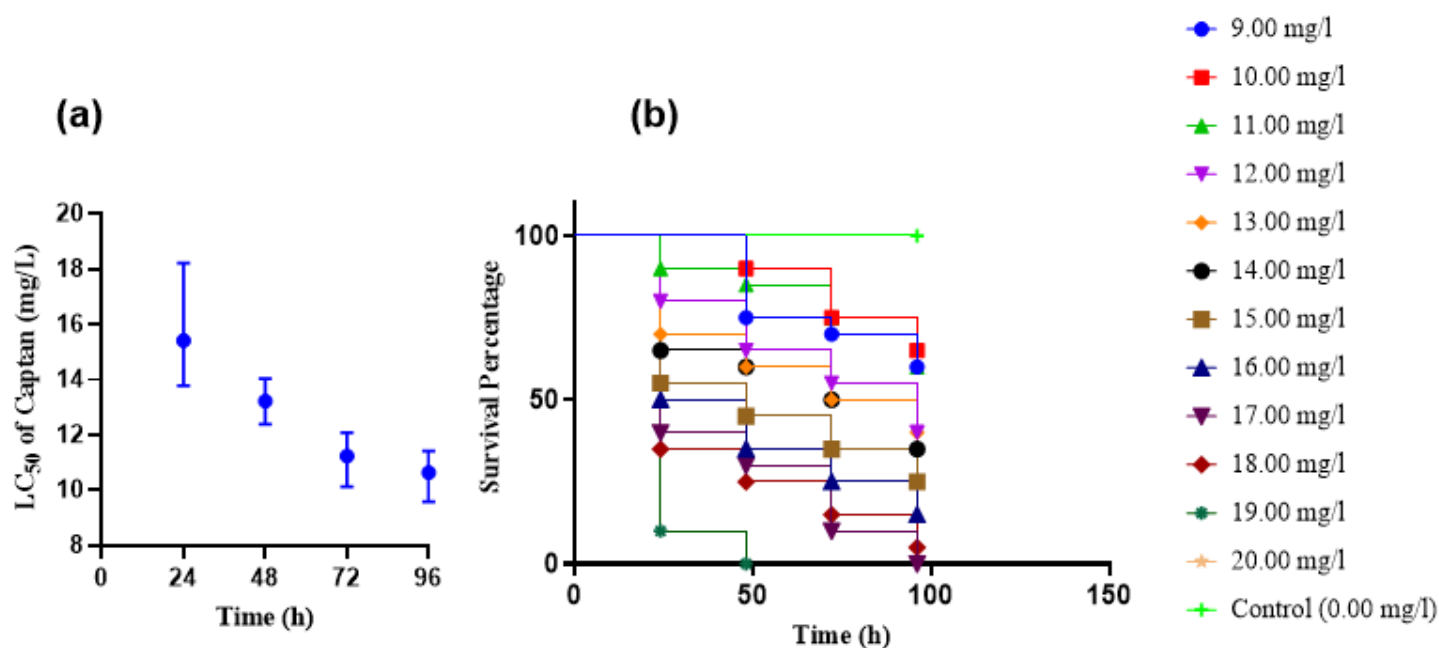 (a)
LC50 of Captan (mg/L)
20
18
16
14
12
10
8
0 24 48 72 96
Time (h)
(b)
Survival Percentage
100
50
0
0 50 100 150
Time (h)
9.00 mg/l
10.00 mg/l
11.00 mg/l
12.00 mg/l
13.00 mg/l
14.00 mg/l
15.00 mg/l
16.00 mg/l
17.00 mg/l
18.00 mg/l
19.00 mg/l
20.00 mg/l
Control (0.00 mg/l)